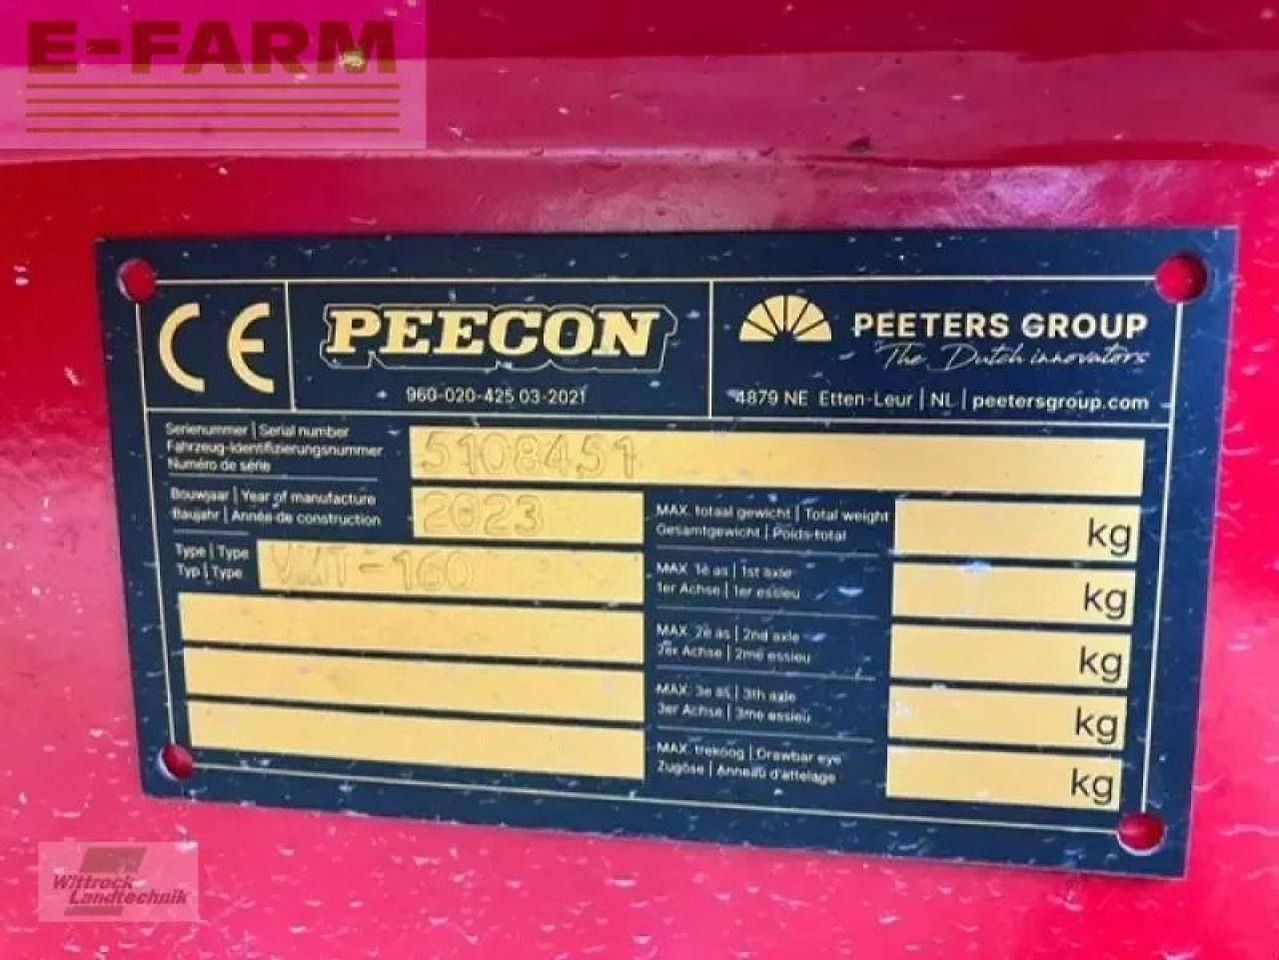 E-FARM
CE
PEECON
960-020-425 03-2021
PEETERS GROUP
The Dutch innovators
4879 NE Etten-Leur | NL | peetersgroup.com
Serienummer | Serial number
Fahrzeug-Identifizierungsnummer
Numéro de série
5108451
Bouwjaar | Year of manufacture
Baujahr | Année de construction
2023
Type | Type
Typ | Type
VMT-160
MAX. totaal gewicht | Total weight
Gesamtgewicht | Poids total
kg
MAX. 1e as | 1st axle
1er Achse | 1er essieu
kg
MAX. 2e as | 2nd axle
2er Achse | 2me essieu
kg
MAX. 3e as | 3th axle
3er Achse | 3me essieu
kg
MAX. trekoog | Drawbar eye
Zugöse | Anneau d'attelage
kg
Wittrock
Landtechnik